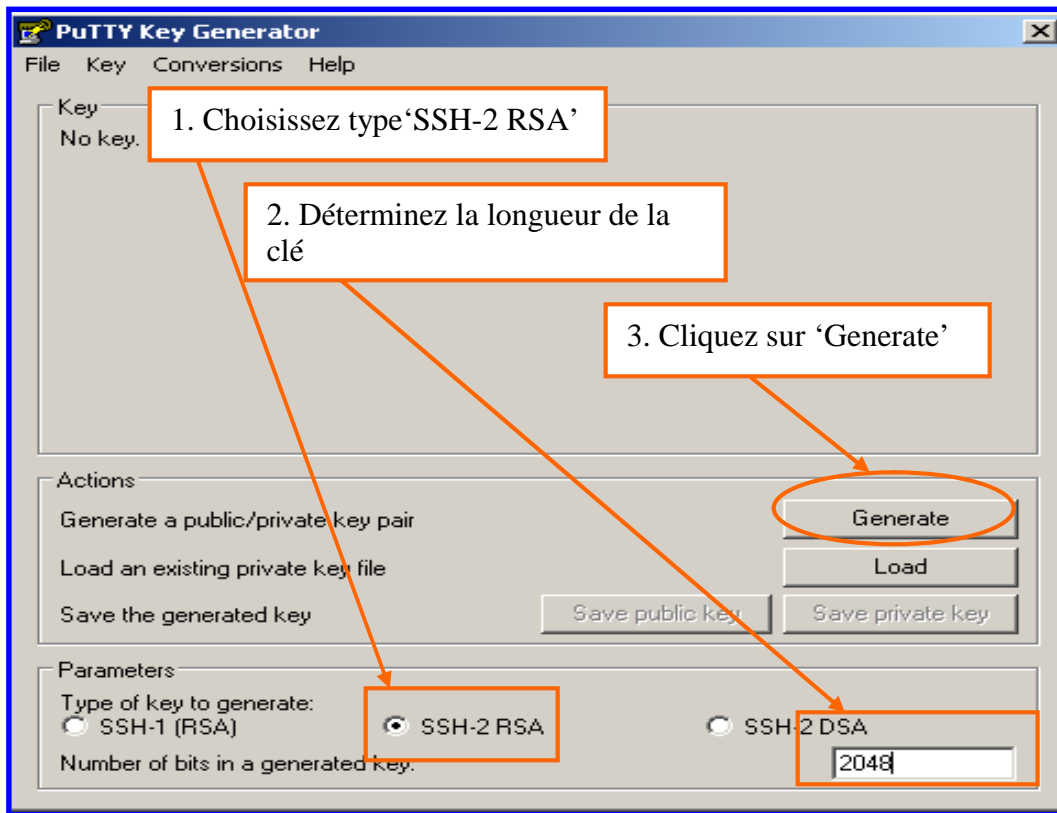 PuTTY Key Generator
File Key Conversions Help
Key
No key.
1. Choisissez type‘SSH-2 RSA’
2. Déterminez la longueur de la
clé
3. Cliquez sur ‘Generate’
Actions
Generate a public/private key pair
Generate
Load an existing private key file
Load
Save the generated key
Save public key
Save private key
Parameters
Type of key to generate:
SSH-1 (RSA)
SSH-2 RSA
SSH-2 DSA
Number of bits in a generated key:
2048